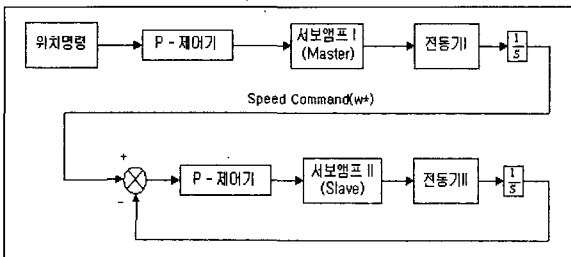 위치명령
P - 제어기
서보앰프 I
(Master)
전동기I
1
S
Speed Command(w*)
+
−
P - 제어기
서보앰프 II
(Slave)
전동기II
1
S